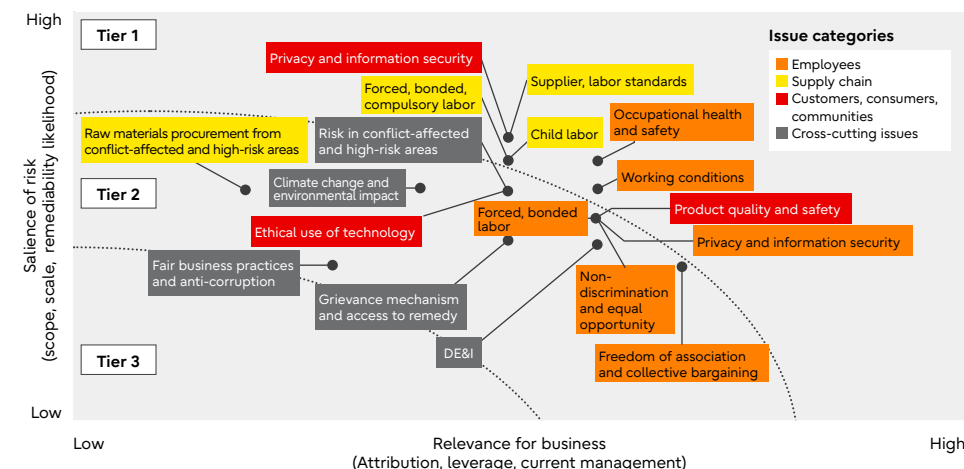 High
Tier 1
Issue categories
Employees
Supply chain
Customers, consumers,
communities
Cross-cutting issues
Privacy and information security
Supplier, labor standards
Forced, bonded,
compulsory labor
Occupational health
and safety
Raw materials procurement from
conflict-affected and high-risk areas
Risk in conflict-affected
and high-risk areas
Child labor
Working conditions
Tier 2
Climate change and
environmental impact
Product quality and safety
Forced, bonded
labor
Ethical use of technology
Privacy and information security
Fair business practices
and anti-corruption
Non-
discrimination
and equal
opportunity
Grievance mechanism
and access to remedy
DE&I
Freedom of association
and collective bargaining
Tier 3
Salience of risk
(scope, scale, remediability likelihood)
Low
Low
Relevance for business
High
(Attribution, leverage, current management)